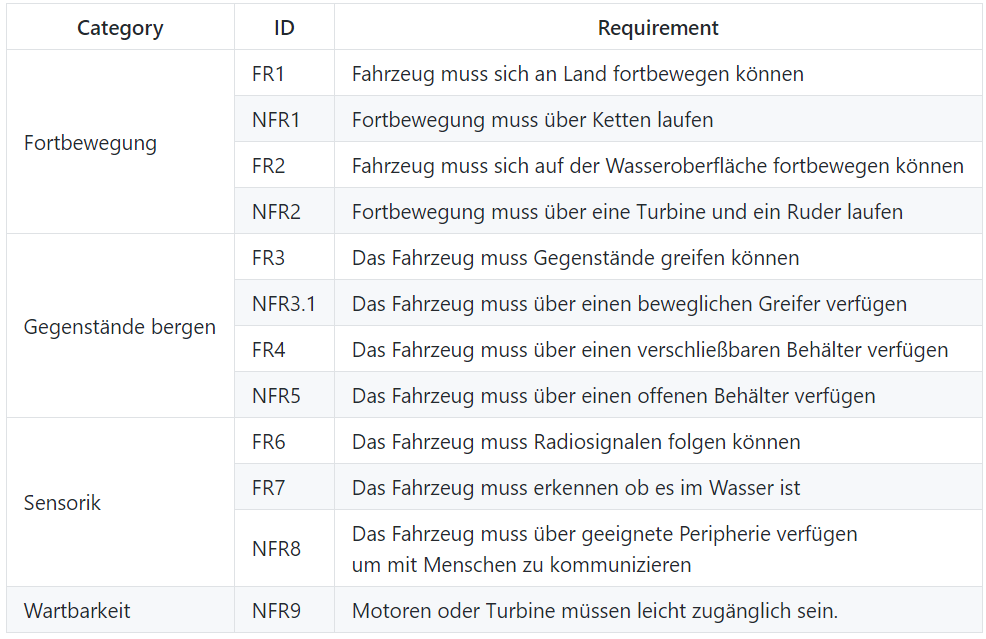 Category ID Requirement
Fortbewegung
FR1 Fahrzeug muss sich an Land fortbewegen können
NFR1 Fortbewegung muss über Ketten laufen
FR2 Fahrzeug muss sich auf der Wasseroberfläche fortbewegen können
NFR2 Fortbewegung muss über eine Turbine und ein Ruder laufen
Gegenstände bergen
FR3 Das Fahrzeug muss Gegenstände greifen können
NFR3.1 Das Fahrzeug muss über einen beweglichen Greifer verfügen
FR4 Das Fahrzeug muss über einen verschließbaren Behälter verfügen
NFR5 Das Fahrzeug muss über einen offenen Behälter verfügen
Sensorik
FR6 Das Fahrzeug muss Radiosignalen folgen können
FR7 Das Fahrzeug muss erkennen ob es im Wasser ist
NFR8 Das Fahrzeug muss über geeignete Peripherie verfügen
um mit Menschen zu kommunizieren
Wartbarkeit NFR9 Motoren oder Turbine müssen leicht zugänglich sein.